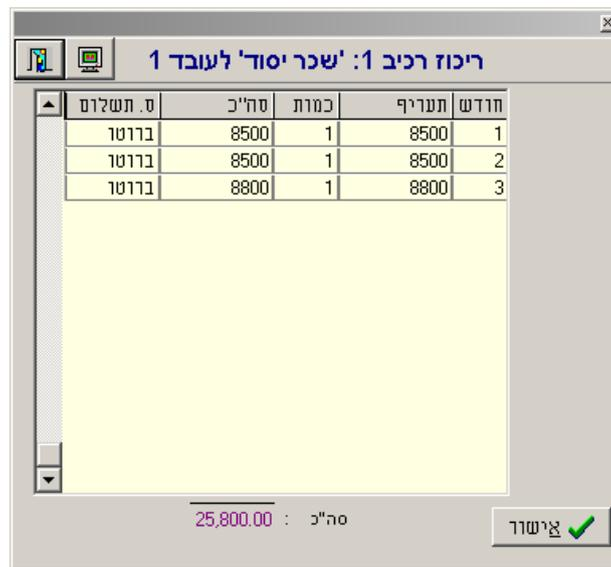 ריכוז רכיב 1: 'שכר יסוד' לעובד 1
חודש תעריף כמות סה"כ ס. תשלום
1 8500 1 8500 ברוטו
2 8500 1 8500 ברוטו
3 8800 1 8800 ברוטו
סה"כ : 25,800.00
אישור